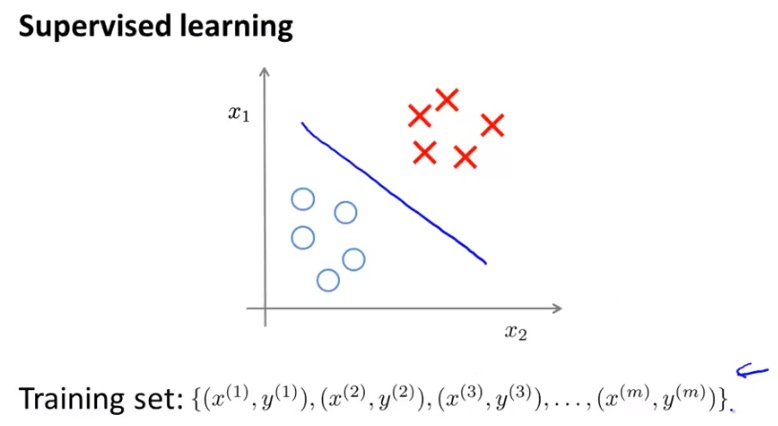 Supervised learning
x₁
x₂
Training set: {(x⁽¹⁾, y⁽¹⁾), (x⁽²⁾, y⁽²⁾), (x⁽³⁾, y⁽³⁾), . . . , (x⁽ᵐ⁾, y⁽ᵐ⁾)}.